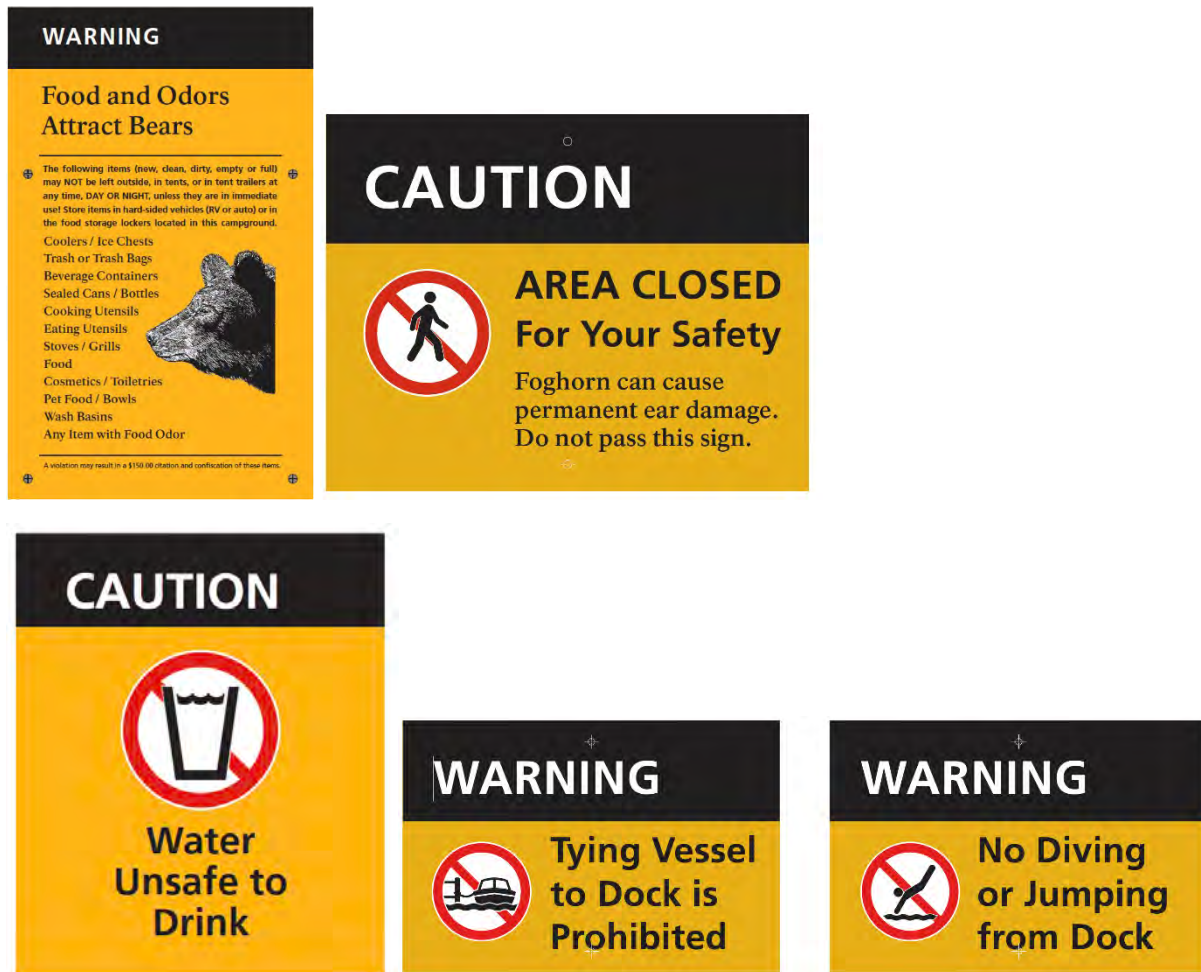 WARNING
Food and Odors
Attract Bears
The following items (new, clean, dirty, empty or full)
may NOT be left outside, in tents, or in tent trailers at
any time, DAY OR NIGHT, unless they are in immediate
use! Store items in hard-sided vehicles (RV or auto) or in
the food storage lockers located in this campground.
Coolers / Ice Chests
Trash or Trash Bags
Beverage Containers
Sealed Cans / Bottles
Cooking Utensils
Eating Utensils
Stoves / Grills
Food
Cosmetics / Toiletries
Pet Food / Bowls
Wash Basins
Any Item with Food Odor
A violation may result in a $150.00 citation and confiscation of these items.
CAUTION
AREA CLOSED
For Your Safety
Foghorn can cause
permanent ear damage.
Do not pass this sign.
CAUTION
Water
Unsafe to
Drink
WARNING
Tying Vessel
to Dock is
Prohibited
WARNING
No Diving
or Jumping
from Dock